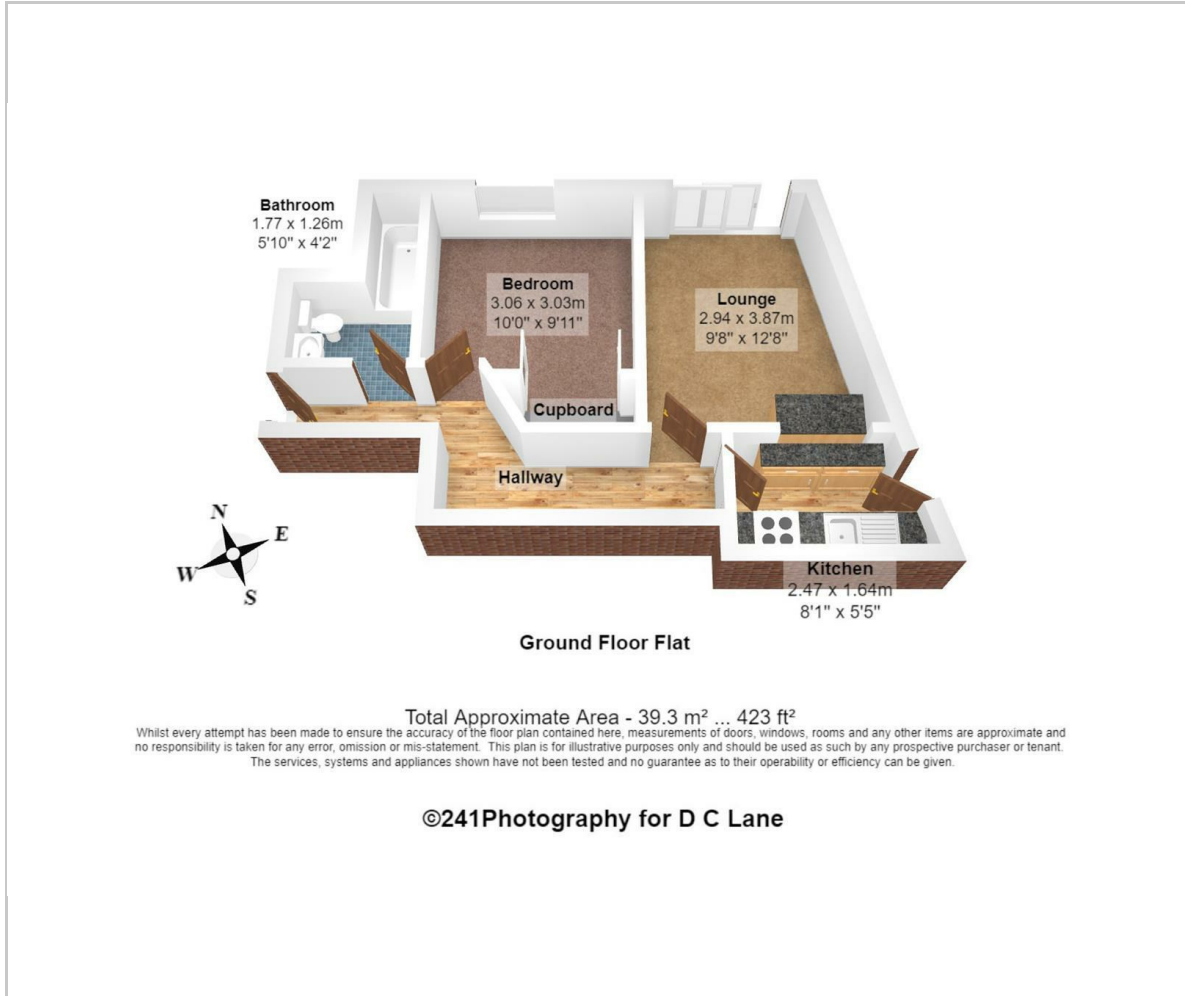 Bathroom
1.77 x 1.26m
5'10" x 4'2"
Bedroom
3.06 x 3.03m
10'0" x 9'11"
Lounge
2.94 x 3.87m
9'8" x 12'8"
Cupboard
Hallway
N
E
W
S
Kitchen
2.47 x 1.64m
8'1" x 5'5"
Ground Floor Flat
Total Approximate Area - 39.3 m² ... 423 ft²
Whilst every attempt has been made to ensure the accuracy of the floor plan contained here, measurements of doors, windows, rooms and any other items are approximate and
no responsibility is taken for any error, omission or mis-statement. This plan is for illustrative purposes only and should be used as such by any prospective purchaser or tenant.
The services, systems and appliances shown have not been tested and no guarantee as to their operability or efficiency can be given.
©241Photography for D C Lane